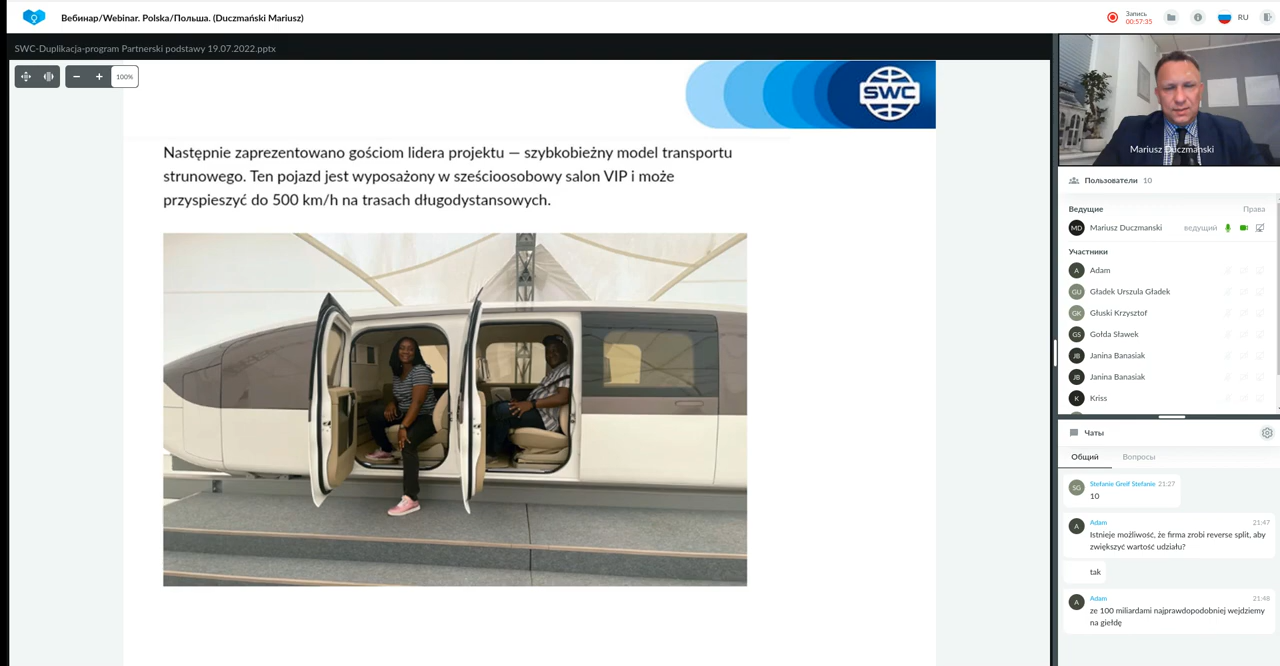 Вебинар/Webinar. Polska/Польша. (Duczmański Mariusz)
Запись
00:57:35
RU
SWC-Duplikacja-program Partnerski podstawy 19.07.2022.pptx
100%
SWC
Następnie zaprezentowano gościom lidera projektu — szybkobieżny model transportu
strunowego. Ten pojazd jest wyposażony w sześcioosobowy salon VIP i może
przyspieszyć do 500 km/h na trasach długodystansowych.
Mariusz Duczmanski
Пользователи 10
Ведущие Права
MD Mariusz Duczmanski ведущий
Участники
A Adam
GU Gładek Urszula Gładek
GK Głuski Krzysztof
GS Gołda Sławek
JB Janina Banasiak
JB Janina Banasiak
K Kriss
Чаты
Общий Вопросы
SG Stefanie Greif Stefanie 21:27
10
A Adam 21:47
Istnieje możliwość, że firma zrobi reverse split, aby
zwiększyć wartość udziału?
tak
A Adam 21:48
ze 100 miliardami najprawdopodobniej wejdziemy
na giełdę